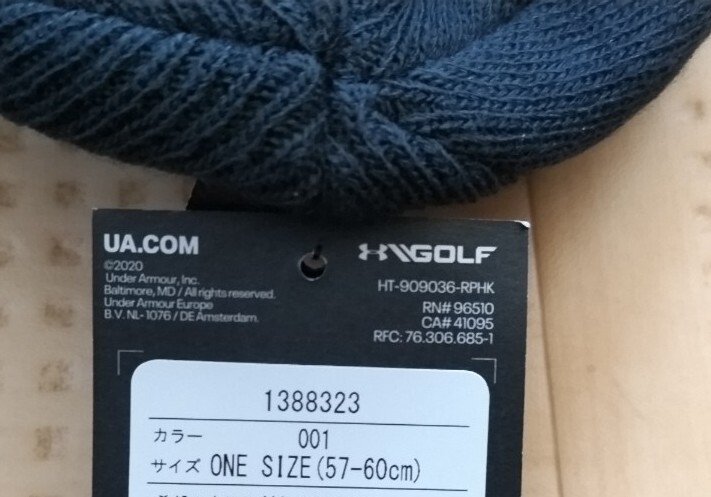 UA.COM
©2020
Under Armour, Inc.
Baltimore, MD / All rights reserved.
Under Armour Europe
B.V. NL-1076 / DE Amsterdam.
GOLF
HT-909036-RPHK
RN# 96510
CA# 41095
RFC: 76.306.685-1
1388323
カラー 001
サイズ ONE SIZE(57-60cm)